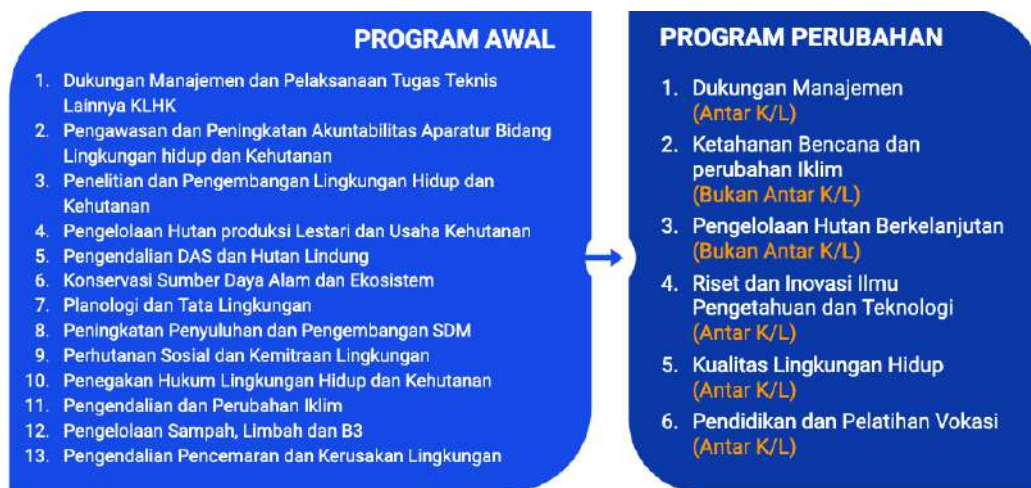 PROGRAM AWAL
1. Dukungan Manajemen dan Pelaksanaan Tugas Teknis
Lainnya KLHK
2. Pengawasan dan Peningkatan Akuntabilitas Aparatur Bidang
Lingkungan hidup dan Kehutanan
3. Penelitian dan Pengembangan Lingkungan Hidup dan
Kehutanan
4. Pengelolaan Hutan produksi Lestari dan Usaha Kehutanan
5. Pengendalian DAS dan Hutan Lindung
6. Konservasi Sumber Daya Alam dan Ekosistem
7. Planologi dan Tata Lingkungan
8. Peningkatan Penyuluhan dan Pengembangan SDM
9. Perhutanan Sosial dan Kemitraan Lingkungan
10. Penegakan Hukum Lingkungan Hidup dan Kehutanan
11. Pengendalian dan Perubahan Iklim
12. Pengelolaan Sampah, Limbah dan B3
13. Pengendalian Pencemaran dan Kerusakan Lingkungan
PROGRAM PERUBAHAN
1. Dukungan Manajemen
(Antar K/L)
2. Ketahanan Bencana dan
perubahan Iklim
(Bukan Antar K/L)
3. Pengelolaan Hutan Berkelanjutan
(Bukan Antar K/L)
4. Riset dan Inovasi Ilmu
Pengetahuan dan Teknologi
(Antar K/L)
5. Kualitas Lingkungan Hidup
(Antar K/L)
6. Pendidikan dan Pelatihan Vokasi
(Antar K/L)